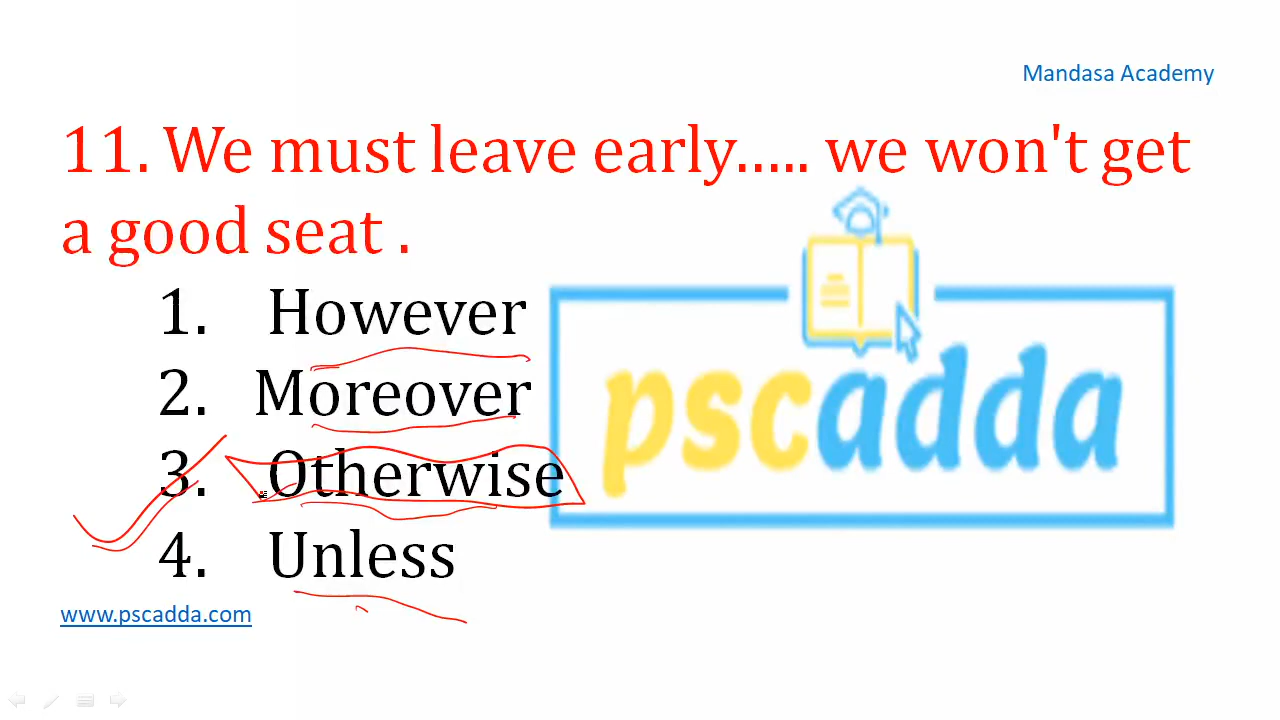 Mandasa Academy
11. We must leave early..... we won't get
a good seat .
1. However
2. Moreover
3. Otherwise
4. Unless
pscadda
www.pscadda.com